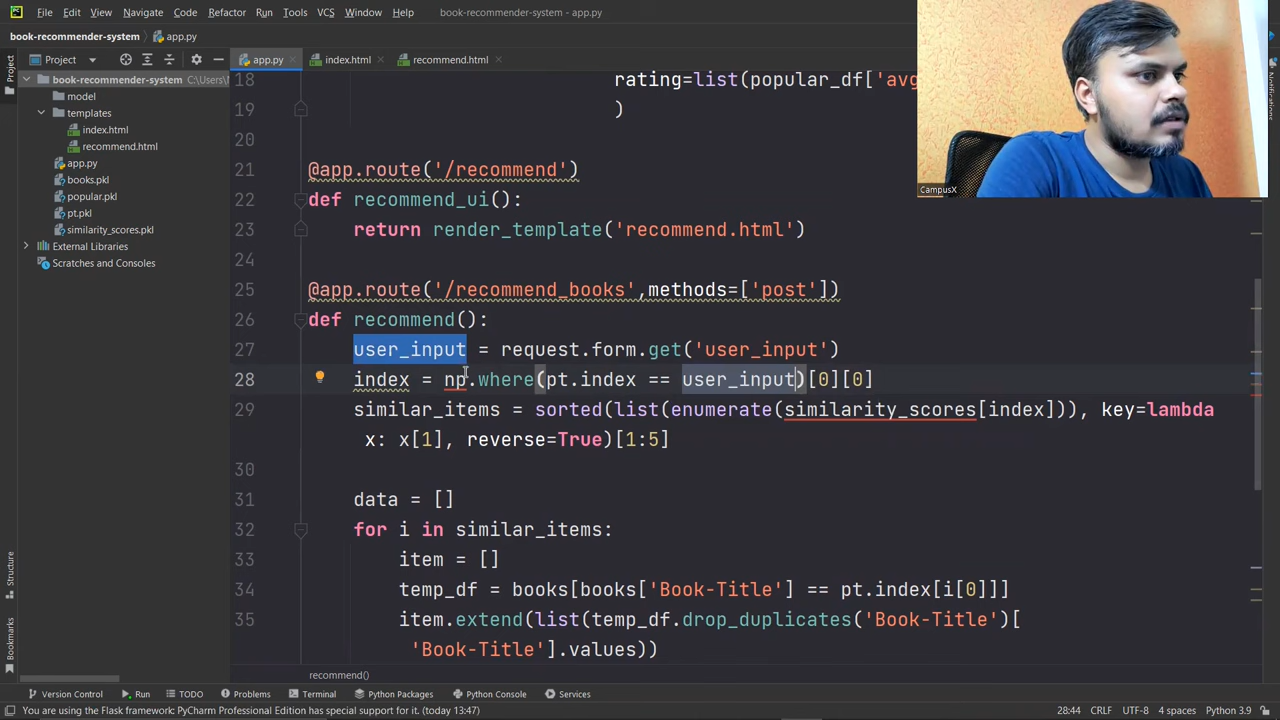 File Edit View Navigate Code Refactor Run Tools VCS Window Help book-recommender-system - app.py
book-recommender-system app.py
Project app.py index.html recommend.html
Project
book-recommender-system C:\Users\
model
templates
index.html
recommend.html
app.py
books.pkl
popular.pkl
pt.pkl
similarity_scores.pkl
External Libraries
Scratches and Consoles
18 rating=list(popular_df['avg
19 )
20
21 @app.route('/recommend')
22 def recommend_ui():
23 return render_template('recommend.html')
24
25 @app.route('/recommend_books',methods=['post'])
26 def recommend():
27 user_input = request.form.get('user_input')
28 index = np.where(pt.index == user_input)[0][0]
29 similar_items = sorted(list(enumerate(similarity_scores[index])), key=lambda
x: x[1], reverse=True)[1:5]
30
31 data = []
32 for i in similar_items:
33 item = []
34 temp_df = books[books['Book-Title'] == pt.index[i[0]]]
35 item.extend(list(temp_df.drop_duplicates('Book-Title')[
'Book-Title'].values))
recommend()
CampusX
Notifications
Structure
Bookmarks
Version Control Run TODO Problems Terminal Python Packages Python Console Services
You are using the Flask framework: PyCharm Professional Edition has special support for it. (today 13:47) 28:44 CRLF UTF-8 4 spaces Python 3.9